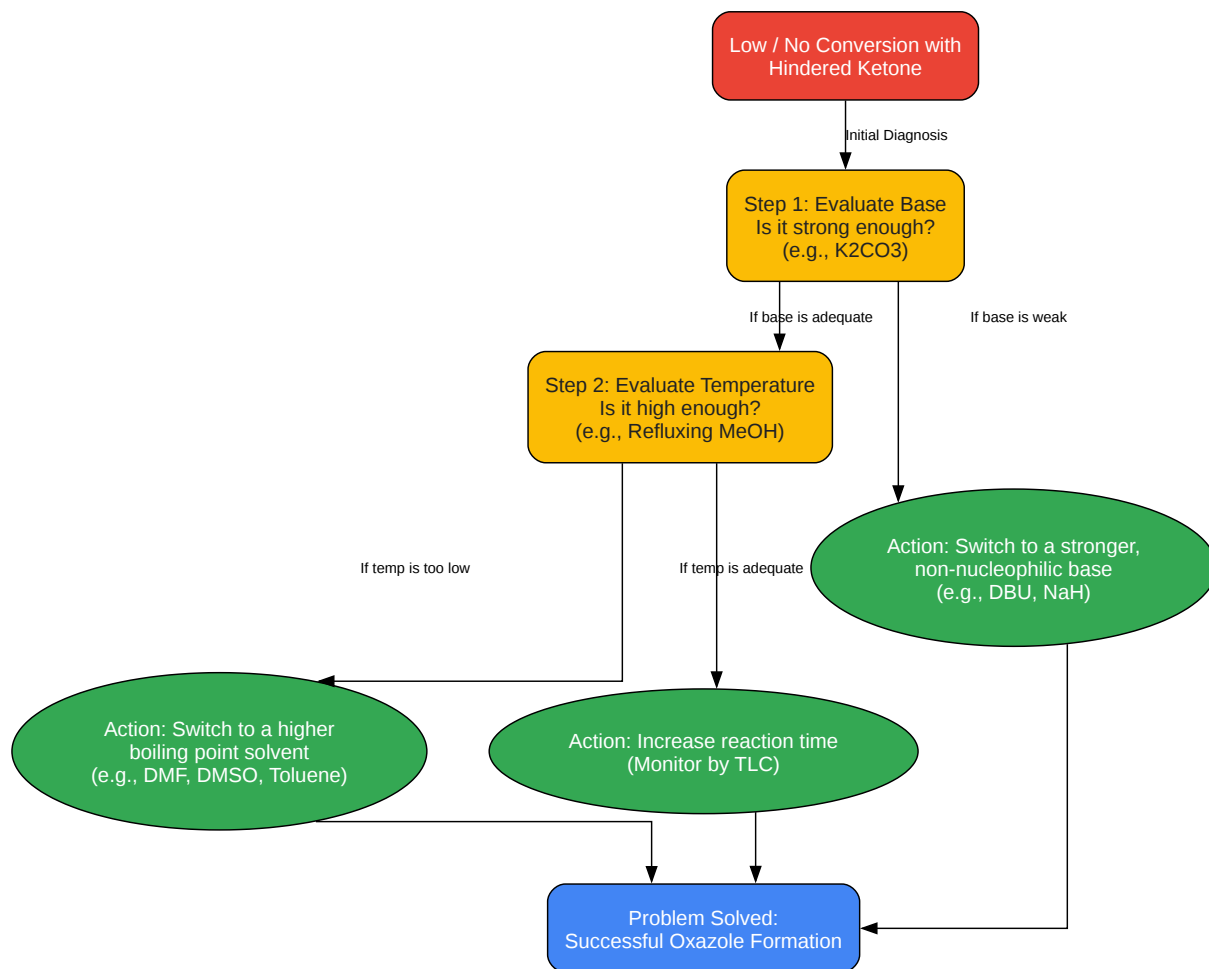 Low / No Conversion with
Hindered Ketone
Initial Diagnosis
Step 1: Evaluate Base
Is it strong enough?
(e.g., K2CO3)
If base is adequate
If base is weak
Step 2: Evaluate Temperature
Is it high enough?
(e.g., Refluxing MeOH)
Action: Switch to a stronger,
non-nucleophilic base
(e.g., DBU, NaH)
If temp is too low
If temp is adequate
Action: Switch to a higher
boiling point solvent
(e.g., DMF, DMSO, Toluene)
Action: Increase reaction time
(Monitor by TLC)
Problem Solved:
Successful Oxazole Formation